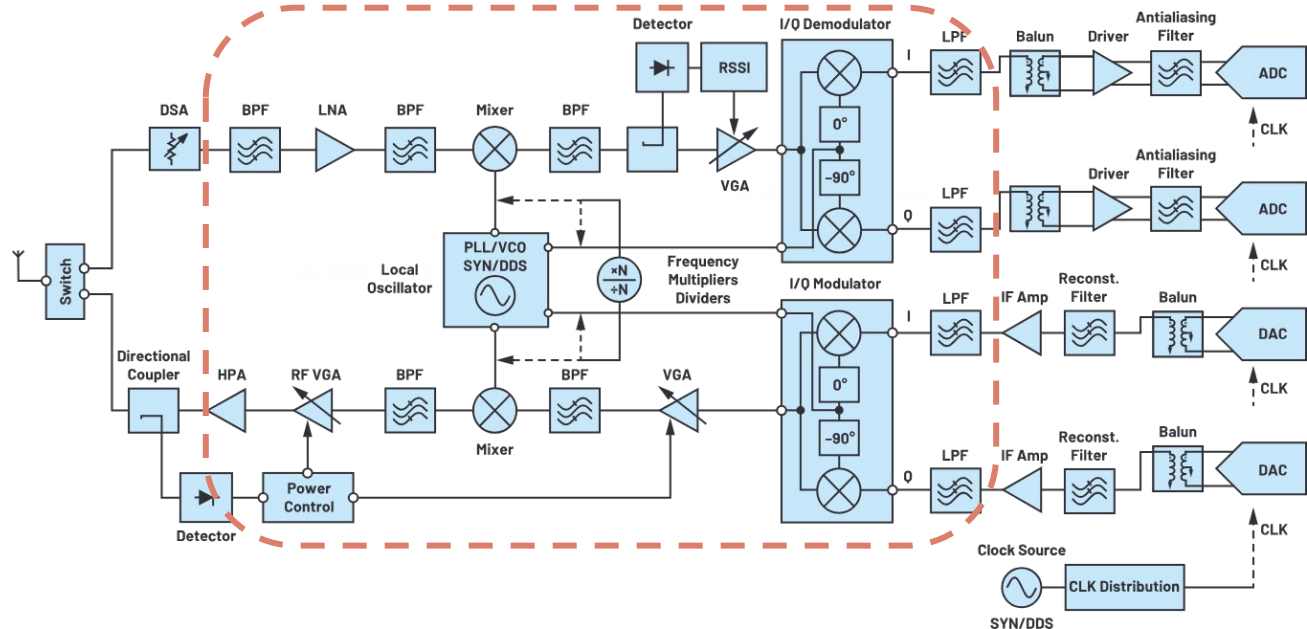 Detector
I/Q Demodulator
I
LPF
Balun
Driver
Antialiasing
Filter
RSSI
ADC
DSA
BPF
LNA
BPF
Mixer
BPF
0°
CLK
VGA
–90°
LPF
Driver
Antialiasing
Filter
Q
ADC
Switch
Local
Oscillator
PLL/VCO
SYN/DDS
×N
÷N
Frequency
Multipliers
Dividers
CLK
I/Q Modulator
I
LPF
IF Amp
Reconst.
Filter
Balun
DAC
Directional
Coupler
HPA
RF VGA
BPF
BPF
VGA
0°
CLK
Mixer
–90°
LPF
IF Amp
Reconst.
Filter
Balun
Q
DAC
Power
Control
Detector
CLK
Clock Source
CLK Distribution
SYN/DDS